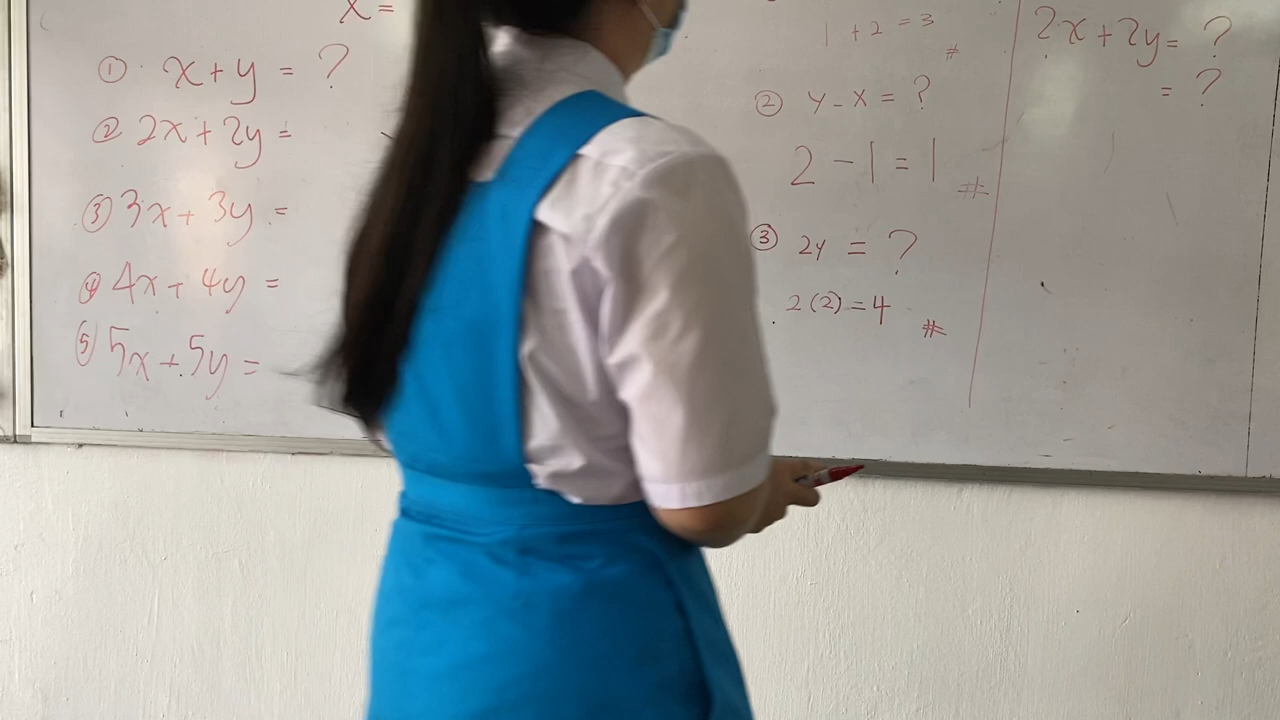 x =
① x + y = ?
② 2x + 2y =
③ 3x + 3y =
④ 4x + 4y =
⑤ 5x + 5y =
1 + 2 = 3 #
② y - x = ?
2 - 1 = 1 #
③ 2y = ?
2(2) = 4 #
2x + 2y = ?
= ?